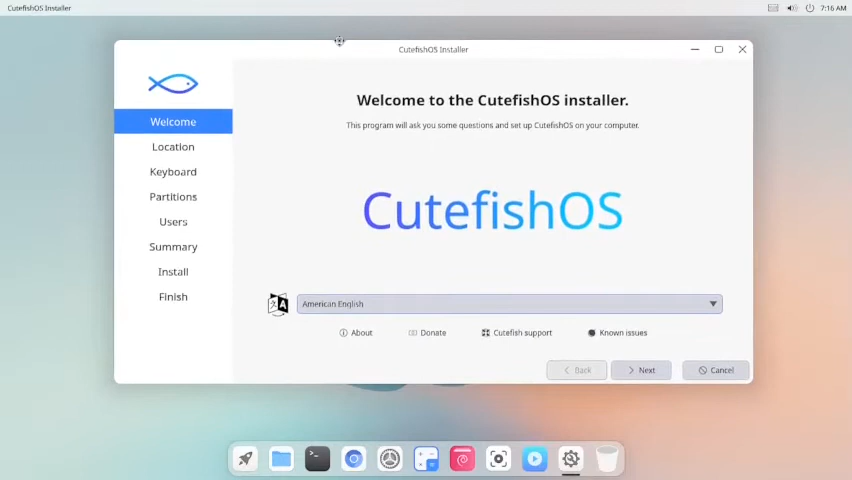 CutefishOS Installer
7:16 AM
CutefishOS Installer
Welcome
Location
Keyboard
Partitions
Users
Summary
Install
Finish
Welcome to the CutefishOS installer.
This program will ask you some questions and set up CutefishOS on your computer.
CutefishOS
American English
About
Donate
Cutefish support
Known issues
Back
Next
Cancel